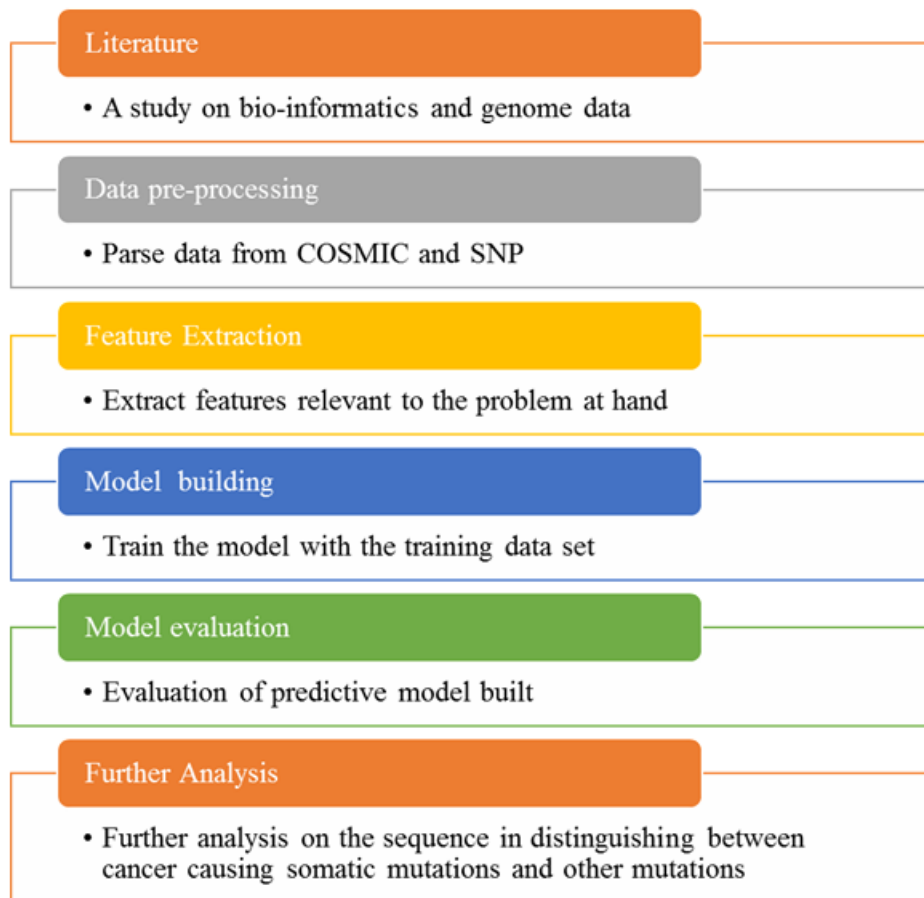 Literature
• A study on bio-informatics and genome data
Data pre-processing
• Parse data from COSMIC and SNP
Feature Extraction
• Extract features relevant to the problem at hand
Model building
• Train the model with the training data set
Model evaluation
• Evaluation of predictive model built
Further Analysis
• Further analysis on the sequence in distinguishing between
cancer causing somatic mutations and other mutations